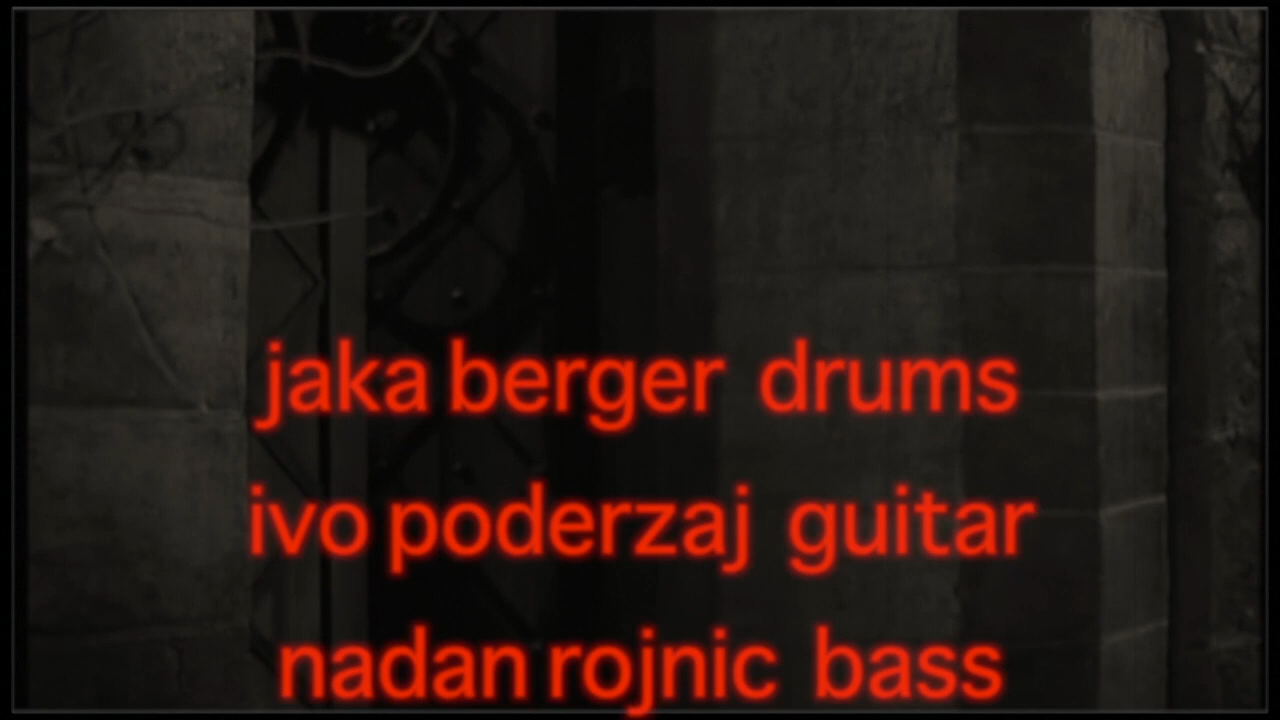 jaka berger drums
ivo poderzaj guitar
nadan rojnic bass